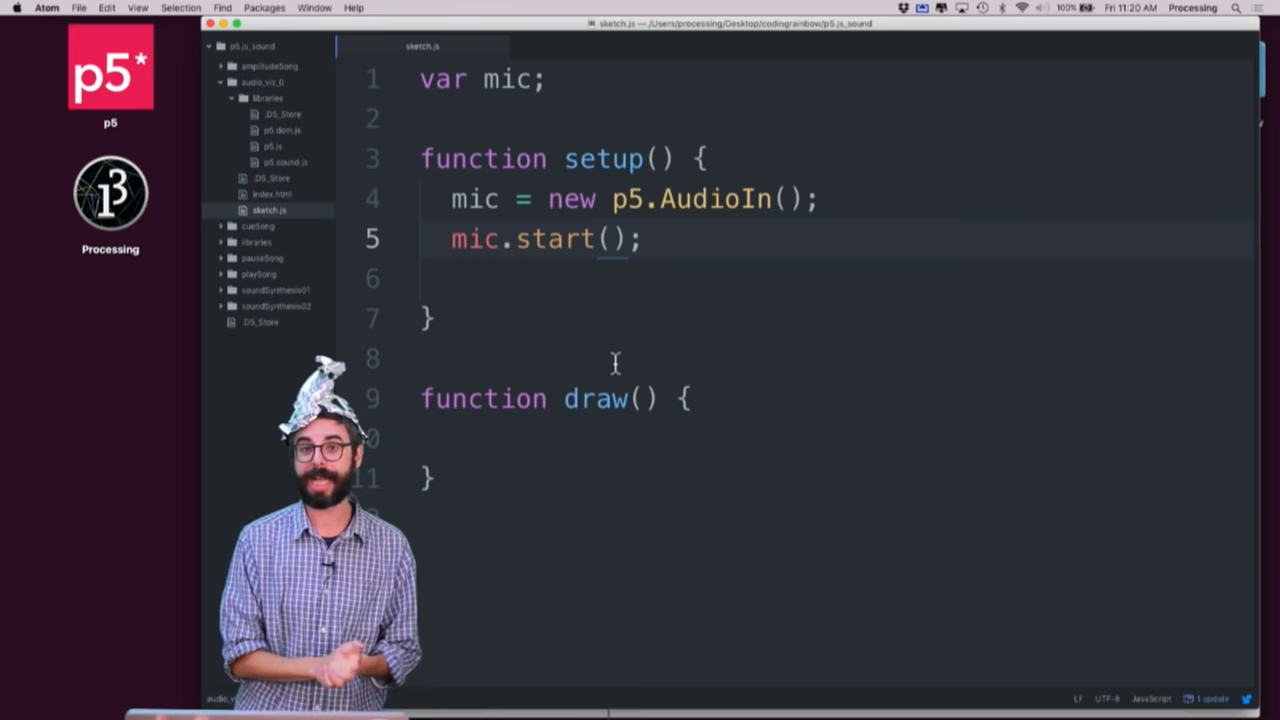 Atom File Edit View Selection Find Packages Window Help 100% Fri 11:20 AM Processing
sketch.js — /Users/processing/Desktop/codingrainbow/p5.js_sound
p5*
p5
Processing
p5.js_sound
amplitudeSong
audio_viz_0
libraries
.DS_Store
p5.dom.js
p5.js
p5.sound.js
.DS_Store
index.html
sketch.js
cueSong
libraries
pauseSong
playSong
soundSynthesis01
soundSynthesis02
.DS_Store
sketch.js
1 var mic;
2
3 function setup() {
4 mic = new p5.AudioIn();
5 mic.start();
6
7 }
8
9 function draw() {
0
11 }
audio_v
LF UTF-8 JavaScript 1 update